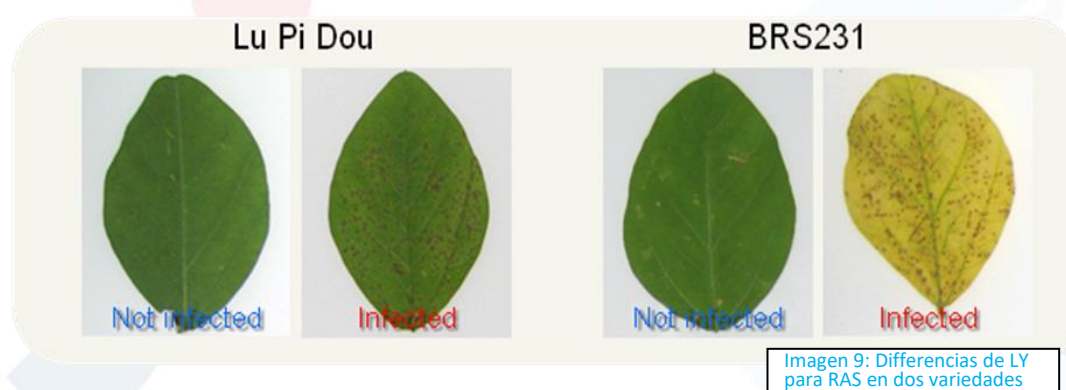 Lu Pi Dou
BRS231
Not infected
Infected
Not infected
Infected
Imagen 9: Differencias de LY
para RAS en dos variedades